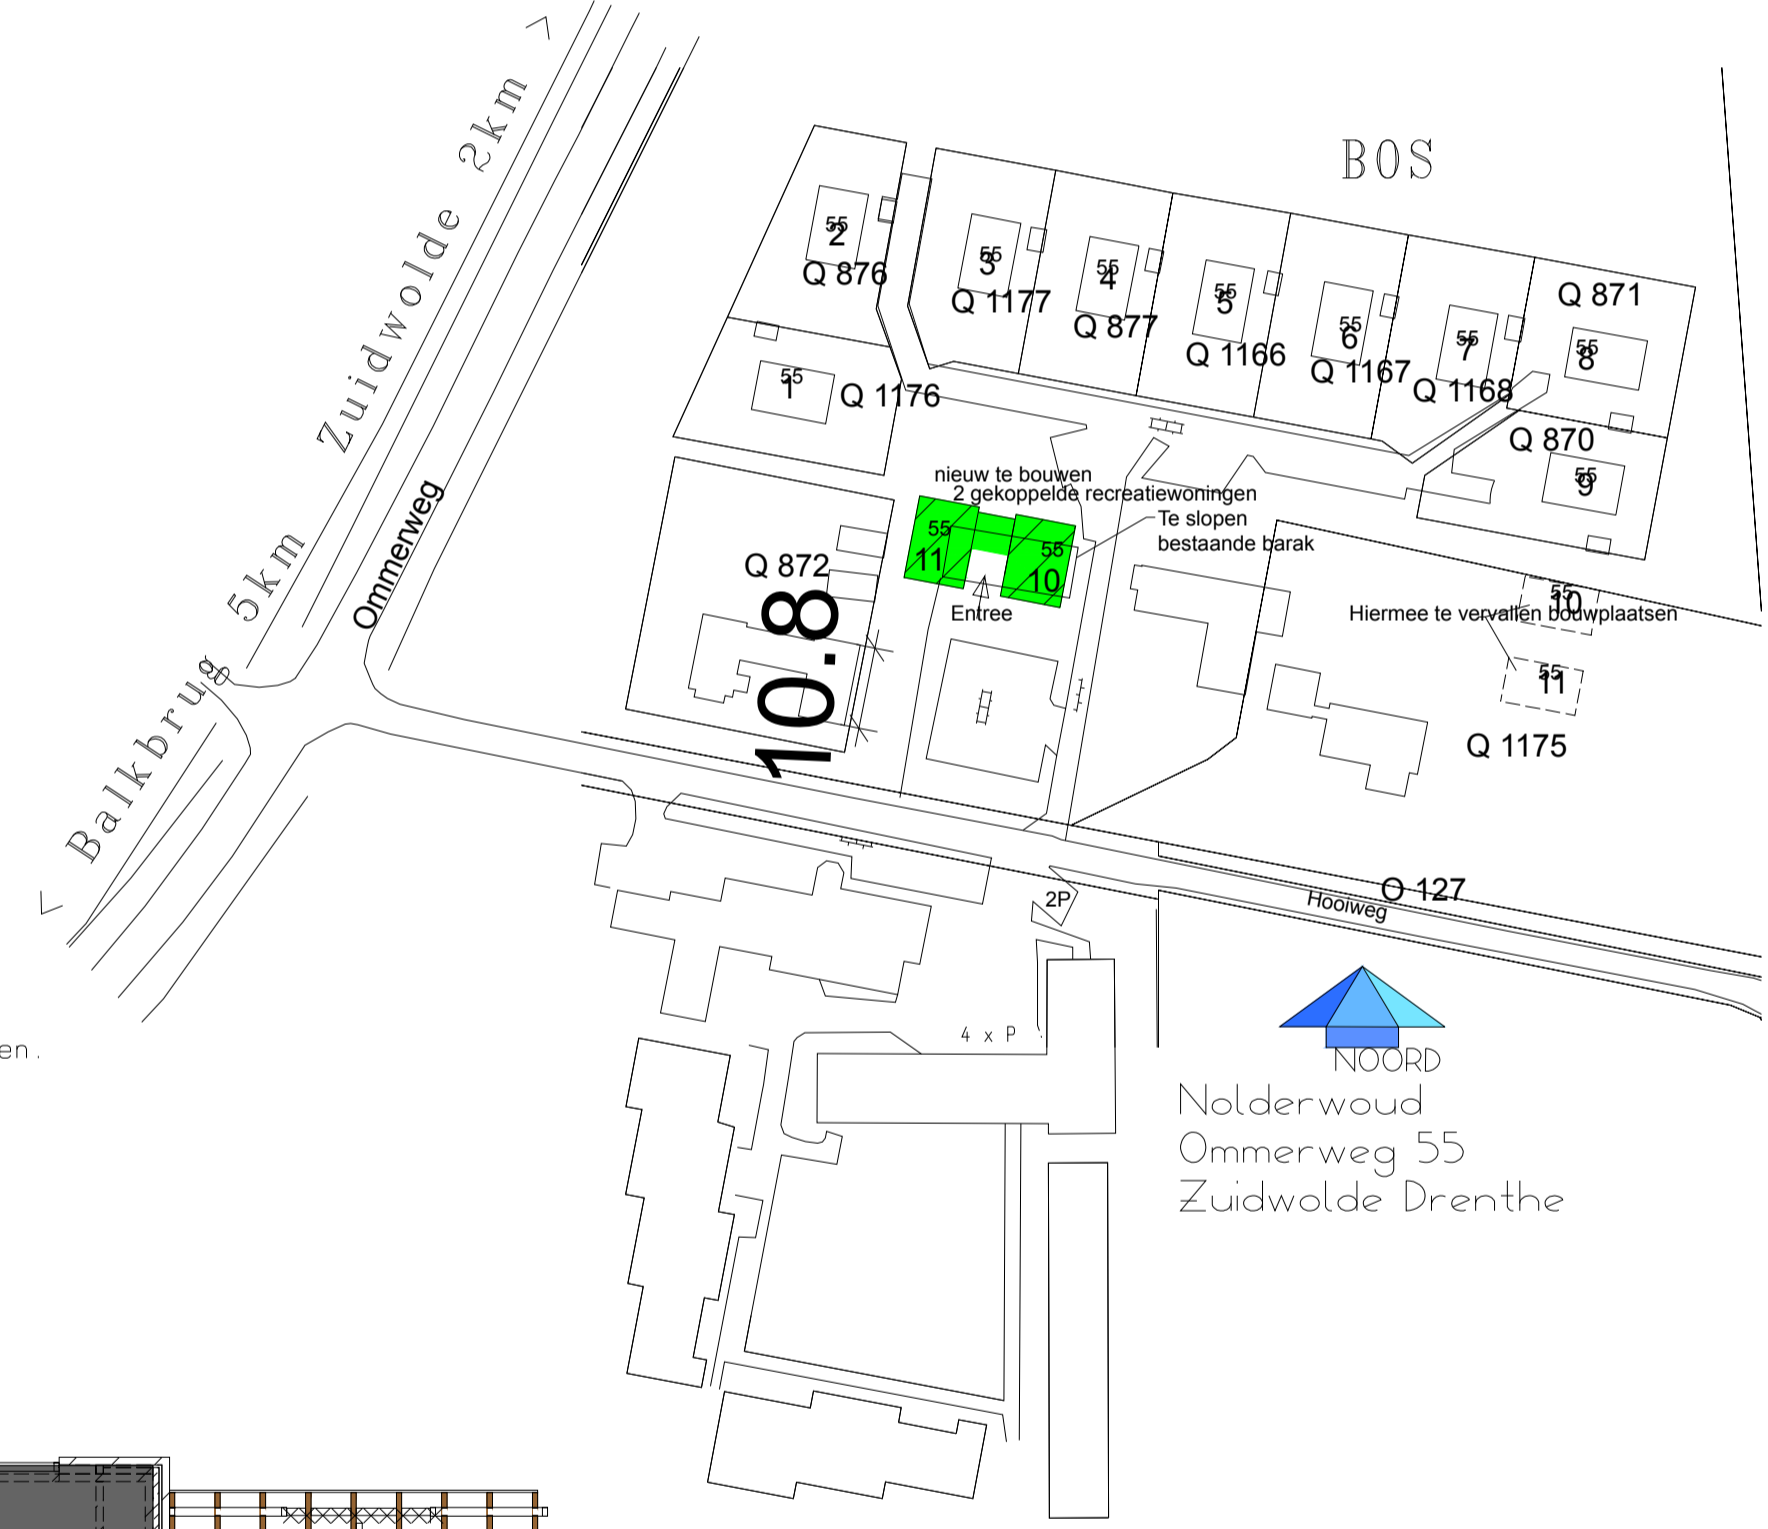 Balkbrug 5km Zuidwolde 2km
Ommerweg
BOS
55
2
Q 876
55
3
Q 1177
55
4
Q 877
55
5
Q 1166
55
6
Q 1167
55
7
Q 1168
Q 871
55
8
55
1
Q 1176
Q 870
55
9
nieuw te bouwen
2 gekoppelde recreatiewoningen
Te slopen
bestaande barak
55
11
55
10
Entree
Q 872
10.8
55
10
Hiermee te vervallen bouwplaatsen
55
11
Q 1175
O 127
Hooiweg
2P
4 x P
NOORD
Nolderwoud
Ommerweg 55
Zuidwolde Drenthe
en.